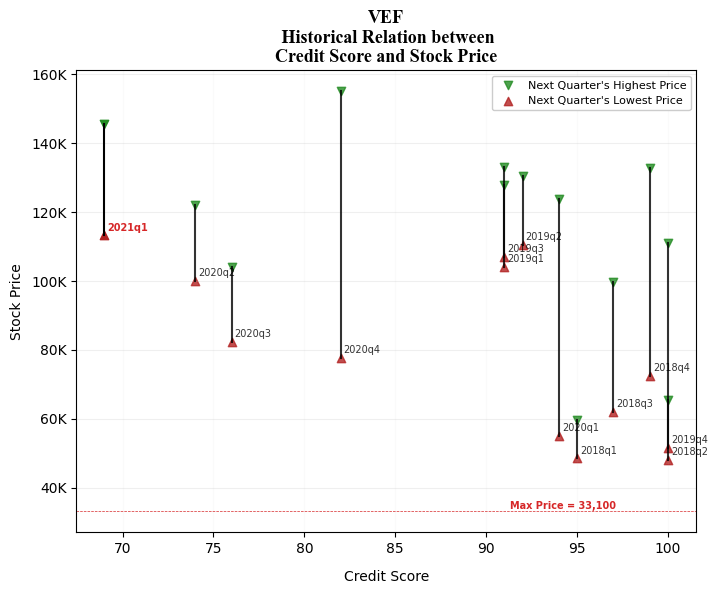 VEF
Historical Relation between
Credit Score and Stock Price
Next Quarter's Highest Price
Next Quarter's Lowest Price
160K
140K
120K
100K
80K
60K
40K
Stock Price
2021q1
2020q2
2020q3
2020q4
2019q2
2019q3
2019q1
2018q4
2018q3
2020q1
2018q1
2019q4
2018q2
Max Price = 33,100
70 75 80 85 90 95 100
Credit Score